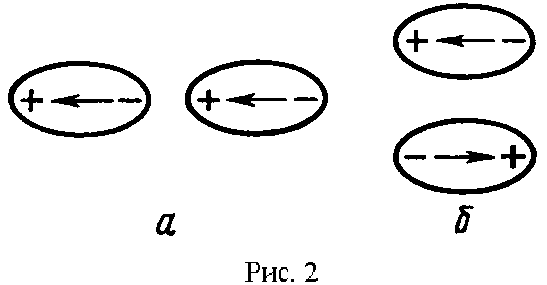 + – + – + –
– +
а б
Рис. 2